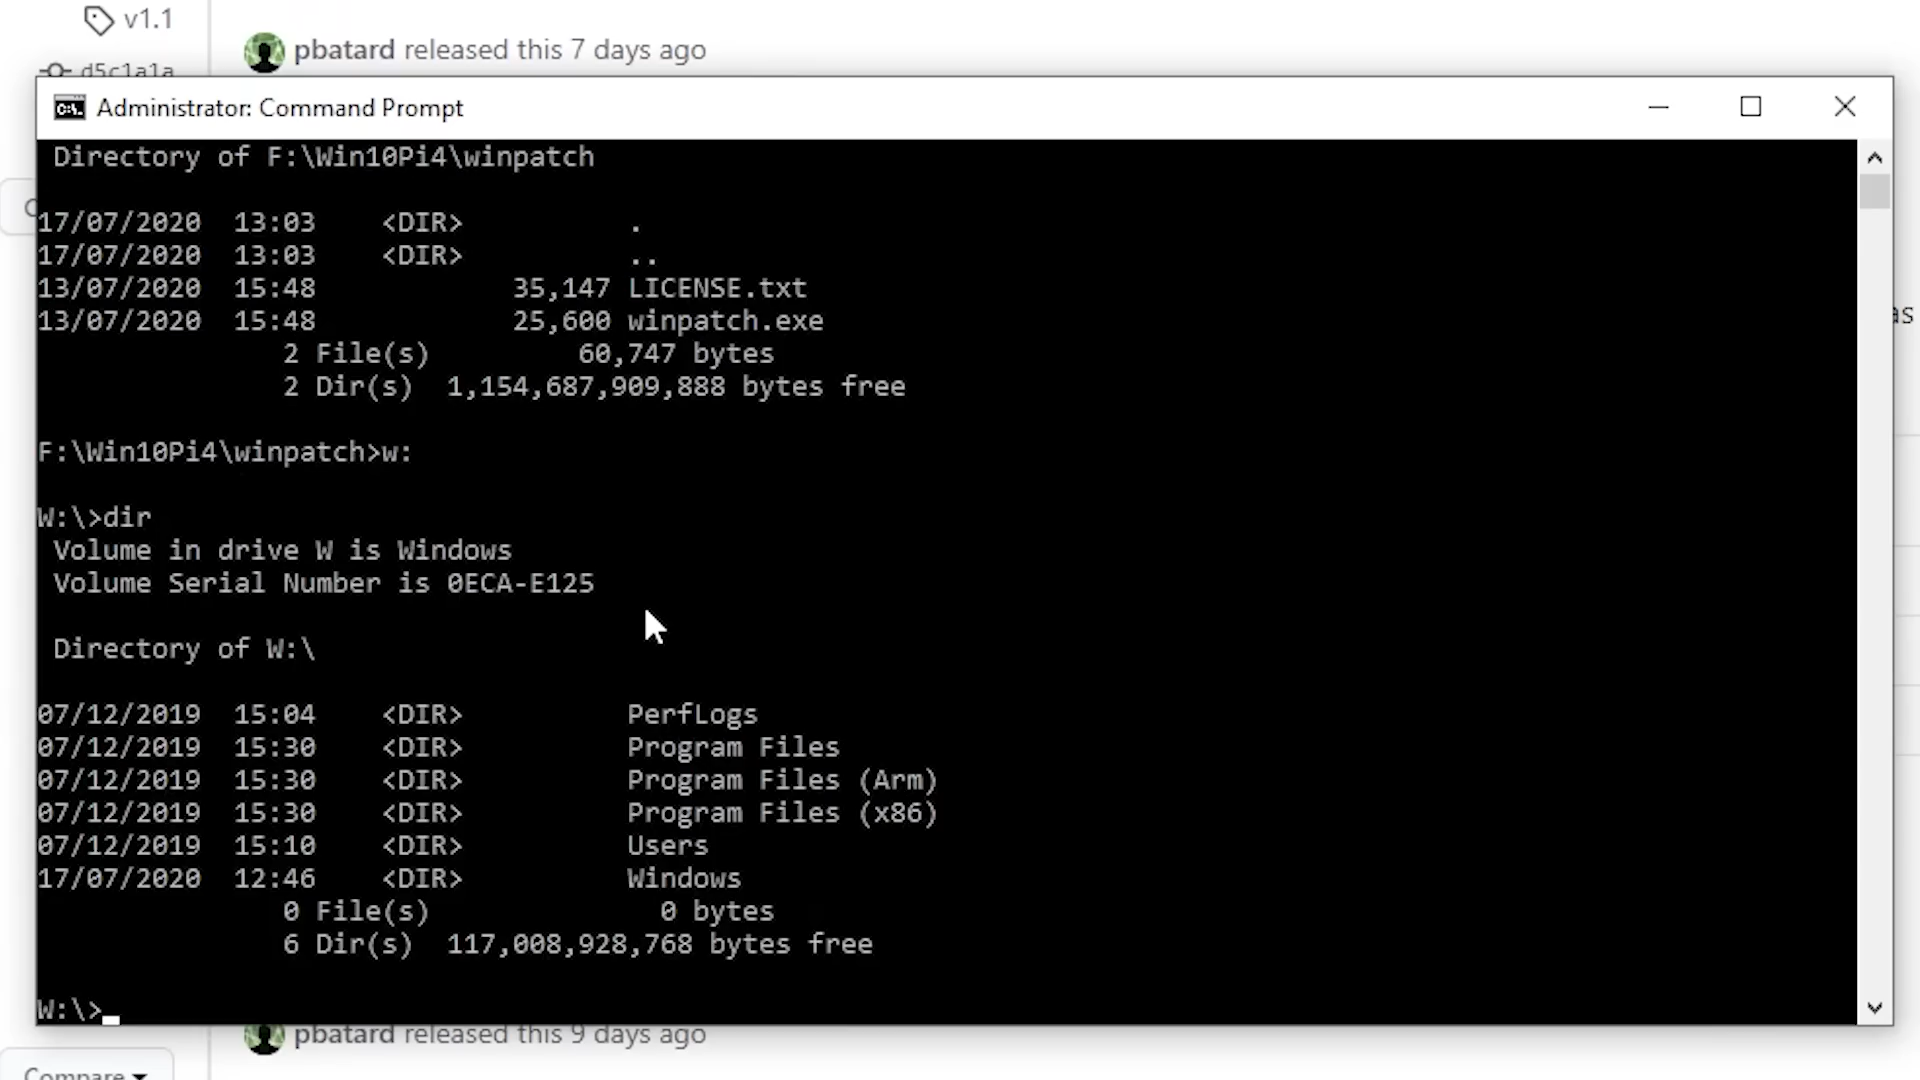 v1.1
pbatard released this 7 days ago
d5c1a1a
Administrator: Command Prompt
Directory of F:\Win10Pi4\winpatch
17/07/2020 13:03 <DIR> .
17/07/2020 13:03 <DIR> ..
13/07/2020 15:48 35,147 LICENSE.txt
13/07/2020 15:48 25,600 winpatch.exe
2 File(s) 60,747 bytes
2 Dir(s) 1,154,687,909,888 bytes free
F:\Win10Pi4\winpatch>w:
W:\>dir
Volume in drive W is Windows
Volume Serial Number is 0ECA-E125
Directory of W:\
07/12/2019 15:04 <DIR> PerfLogs
07/12/2019 15:30 <DIR> Program Files
07/12/2019 15:30 <DIR> Program Files (Arm)
07/12/2019 15:30 <DIR> Program Files (x86)
07/12/2019 15:10 <DIR> Users
17/07/2020 12:46 <DIR> Windows
0 File(s) 0 bytes
6 Dir(s) 117,008,928,768 bytes free
W:\>
pbatard released this 9 days ago
Compare